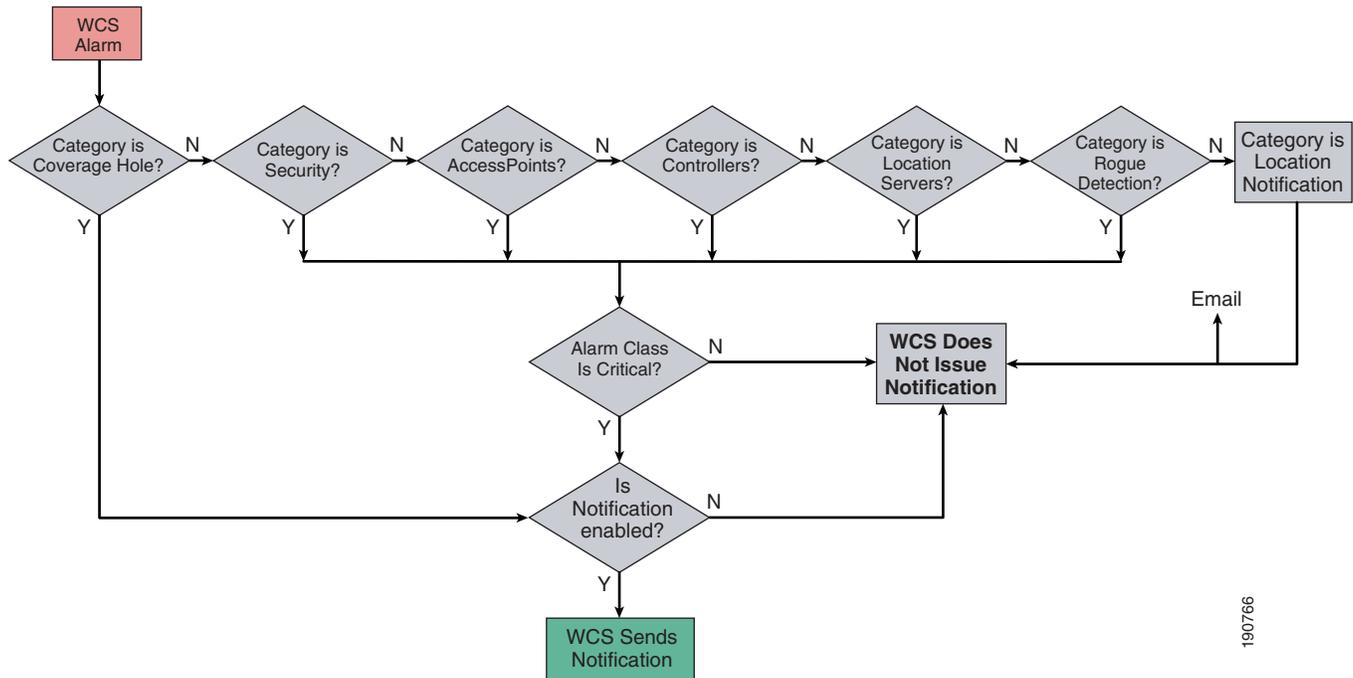 WCS
Alarm
Category is
Coverage Hole?
N
Category is
Security?
N
Category is
AccessPoints?
N
Category is
Controllers?
N
Category is
Location
Servers?
N
Category is
Rogue
Detection?
N
Category is
Location
Notification
Y
Y
Y
Y
Y
Y
Email
Alarm Class
Is Critical?
N
WCS Does
Not Issue
Notification
Y
Is
Notification
enabled?
N
Y
WCS Sends
Notification
190766